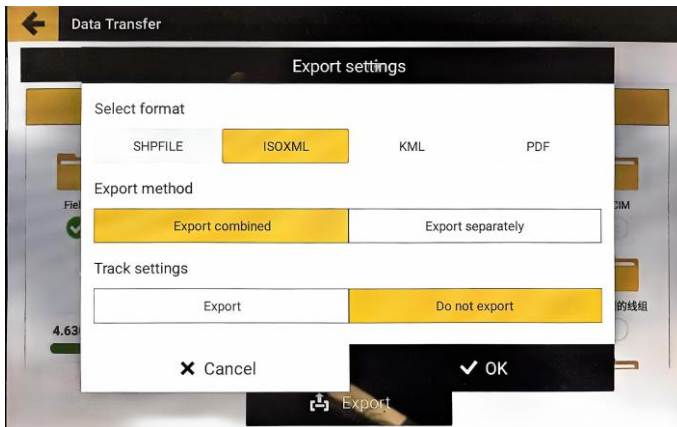 Data Transfer
Export settings
Select format
SHPFILE ISOXML KML PDF
Export method
Export combined Export separately
Track settings
Export Do not export
Cancel OK
Export
Fiel
CIM
的线组
4.63